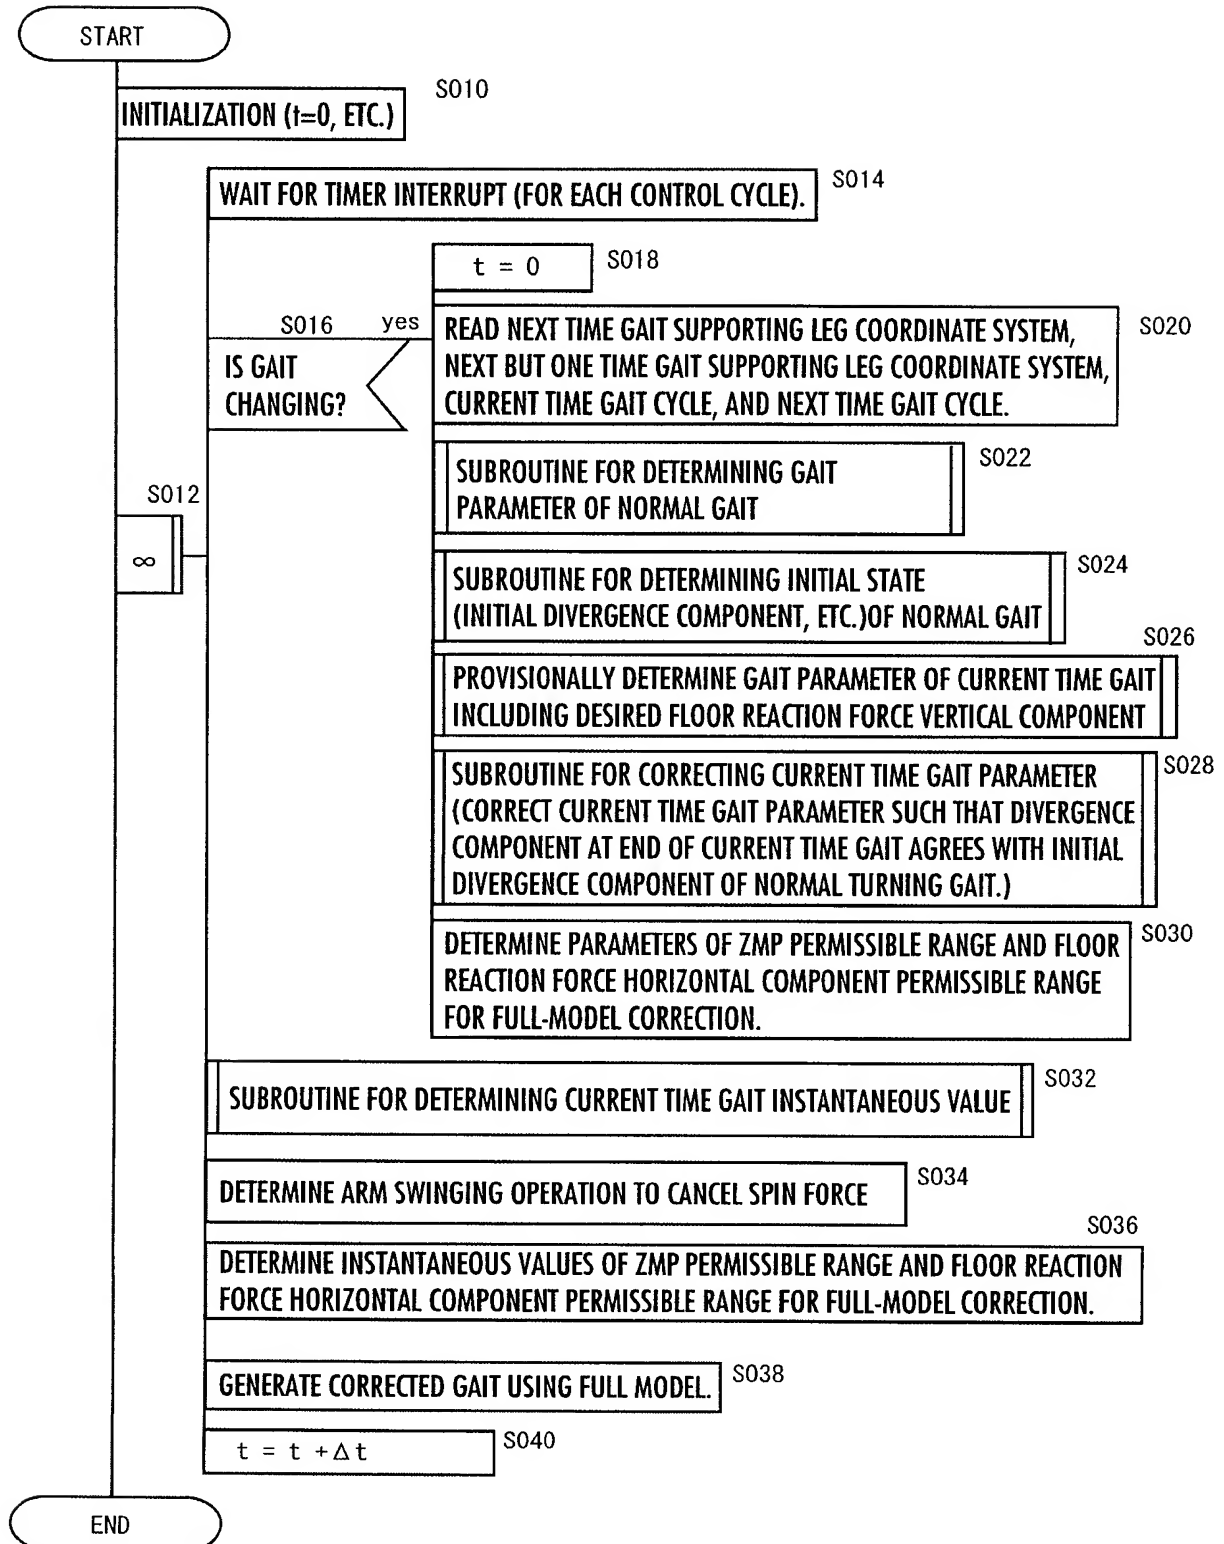 START
S010
INITIALIZATION (t=0, ETC.)
S014
WAIT FOR TIMER INTERRUPT (FOR EACH CONTROL CYCLE).
t = 0
S018
S016
yes
IS GAIT
CHANGING?
S020
READ NEXT TIME GAIT SUPPORTING LEG COORDINATE SYSTEM,
NEXT BUT ONE TIME GAIT SUPPORTING LEG COORDINATE SYSTEM,
CURRENT TIME GAIT CYCLE, AND NEXT TIME GAIT CYCLE.
S022
SUBROUTINE FOR DETERMINING GAIT
PARAMETER OF NORMAL GAIT
S012
∞
S024
SUBROUTINE FOR DETERMINING INITIAL STATE
(INITIAL DIVERGENCE COMPONENT, ETC.)OF NORMAL GAIT
S026
PROVISIONALLY DETERMINE GAIT PARAMETER OF CURRENT TIME GAIT
INCLUDING DESIRED FLOOR REACTION FORCE VERTICAL COMPONENT
S028
SUBROUTINE FOR CORRECTING CURRENT TIME GAIT PARAMETER
(CORRECT CURRENT TIME GAIT PARAMETER SUCH THAT DIVERGENCE
COMPONENT AT END OF CURRENT TIME GAIT AGREES WITH INITIAL
DIVERGENCE COMPONENT OF NORMAL TURNING GAIT.)
S030
DETERMINE PARAMETERS OF ZMP PERMISSIBLE RANGE AND FLOOR
REACTION FORCE HORIZONTAL COMPONENT PERMISSIBLE RANGE
FOR FULL-MODEL CORRECTION.
S032
SUBROUTINE FOR DETERMINING CURRENT TIME GAIT INSTANTANEOUS VALUE
S034
DETERMINE ARM SWINGING OPERATION TO CANCEL SPIN FORCE
S036
DETERMINE INSTANTANEOUS VALUES OF ZMP PERMISSIBLE RANGE AND FLOOR REACTION
FORCE HORIZONTAL COMPONENT PERMISSIBLE RANGE FOR FULL-MODEL CORRECTION.
S038
GENERATE CORRECTED GAIT USING FULL MODEL.
S040
t = t +Δt
END